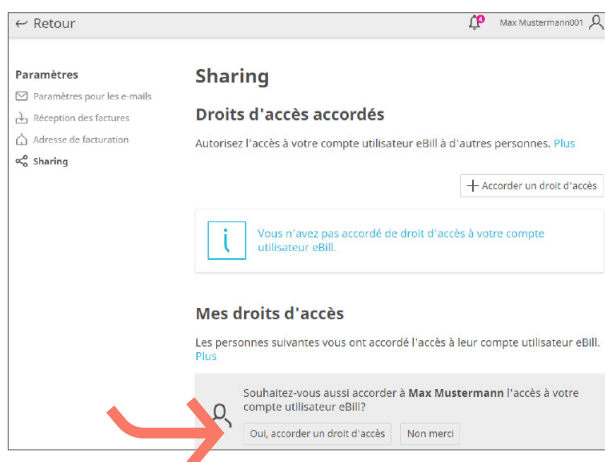 Retour
Max Mustermann001
Paramètres
Paramètres pour les e-mails
Réception des factures
Adresse de facturation
Sharing
Sharing
Droits d'accès accordés
Autorisez l'accès à votre compte utilisateur eBill à d'autres personnes. Plus
Accorder un droit d'accès
Vous n'avez pas accordé de droit d'accès à votre compte
utilisateur eBill.
Mes droits d'accès
Les personnes suivantes vous ont accordé l'accès à leur compte utilisateur eBill.
Plus
Souhaitez-vous aussi accorder à Max Mustermann l'accès à votre
compte utilisateur eBill?
Oui, accorder un droit d'accès Non merci